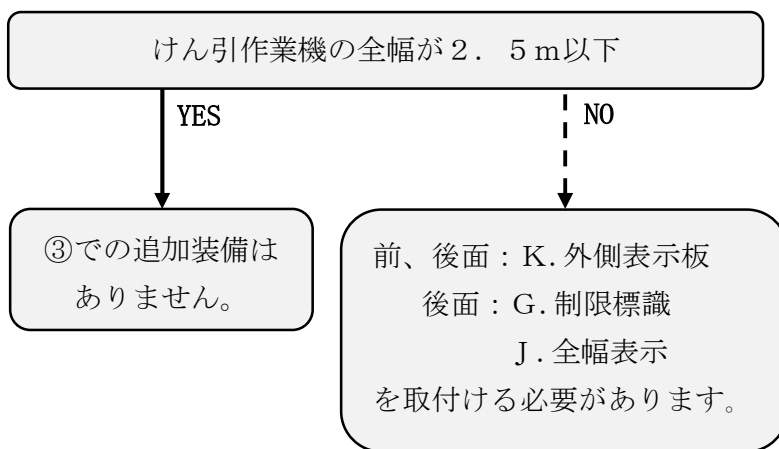 けん引作業機の全幅が２．５ｍ以下
YES
NO
③での追加装備は
ありません。
前、後面：Ｋ.外側表示板
後面：Ｇ.制限標識
Ｊ.全幅表示
を取付ける必要があります。